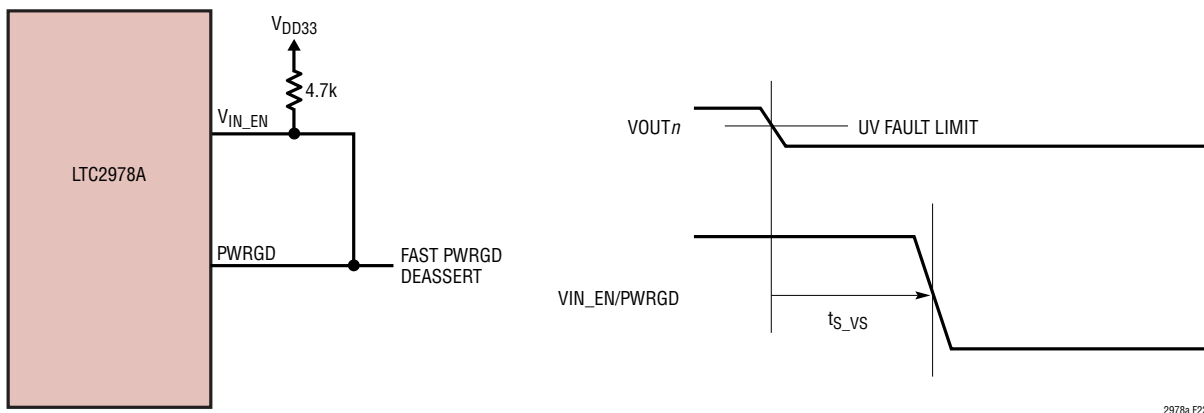 VDD33
4.7k
VIN_EN
LTC2978A
PWRGD
FAST PWRGD
DEASSERT
VOUTn
UV FAULT LIMIT
VIN_EN/PWRGD
tS_VS